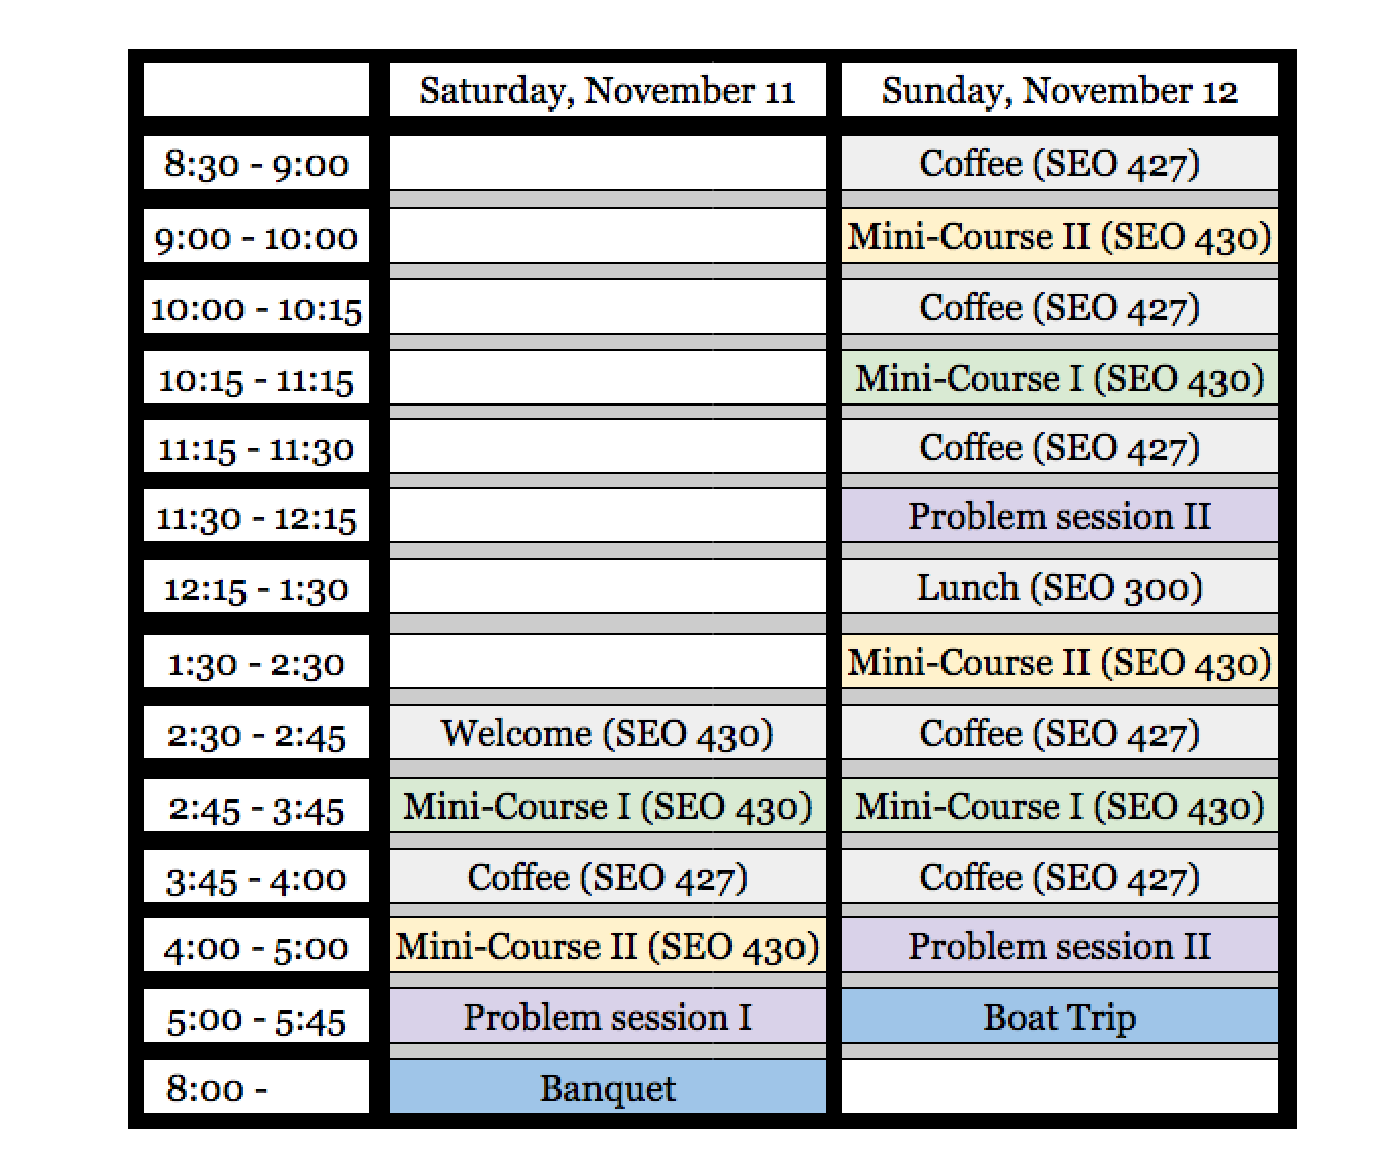 Saturday, November 11 Sunday, November 12
8:30 - 9:00 Coffee (SEO 427)
9:00 - 10:00 Mini-Course II (SEO 430)
10:00 - 10:15 Coffee (SEO 427)
10:15 - 11:15 Mini-Course I (SEO 430)
11:15 - 11:30 Coffee (SEO 427)
11:30 - 12:15 Problem session II
12:15 - 1:30 Lunch (SEO 300)
1:30 - 2:30 Mini-Course II (SEO 430)
2:30 - 2:45 Welcome (SEO 430) Coffee (SEO 427)
2:45 - 3:45 Mini-Course I (SEO 430) Mini-Course I (SEO 430)
3:45 - 4:00 Coffee (SEO 427) Coffee (SEO 427)
4:00 - 5:00 Mini-Course II (SEO 430) Problem session II
5:00 - 5:45 Problem session I Boat Trip
8:00 - Banquet